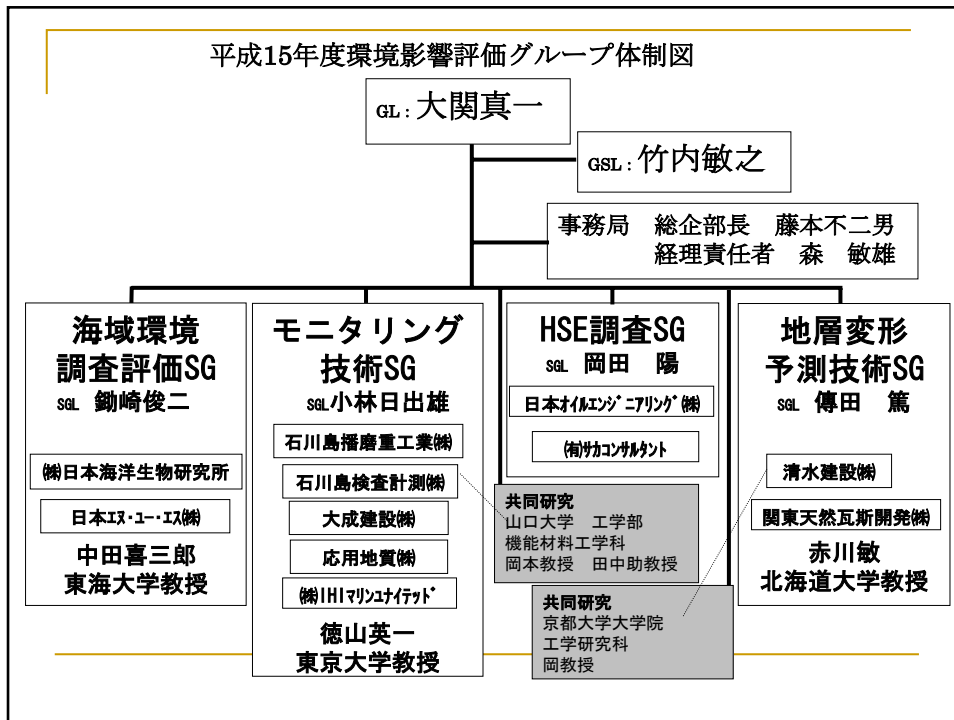 平成15年度環境影響評価グループ体制図
GL：大関真一
GSL：竹内敏之
事務局　総企部長　藤本不二男
経理責任者　森　敏雄
海域環境
調査評価SG
SGL 鋤崎俊二
㈱日本海洋生物研究所
日本ｴﾇ･ﾕｰ･ｴｽ㈱
中田喜三郎
東海大学教授
モニタリング
技術SG
SGL小林日出雄
石川島播磨重工業㈱
石川島検査計測㈱
大成建設㈱
応用地質㈱
㈱IHIﾏﾘﾝﾕﾅｲﾃｯﾄﾞ
徳山英一
東京大学教授
HSE調査SG
SGL 岡田　陽
日本ｵｲﾙｴﾝｼﾞﾆｱﾘﾝｸﾞ㈱
㈲ｻｶｺﾝｻﾙﾀﾝﾄ
共同研究
山口大学　工学部
機能材料工学科
岡本教授　田中助教授
共同研究
京都大学大学院
工学研究科
岡教授
地層変形
予測技術SG
SGL 傳田　篤
清水建設㈱
関東天然瓦斯開発㈱
赤川敏
北海道大学教授